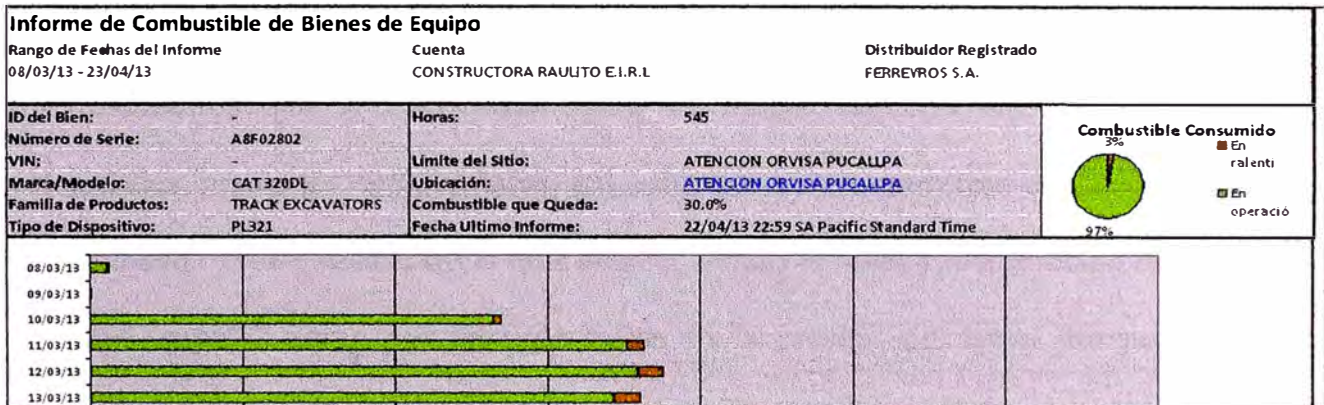 Informe de Combustible de Bienes de Equipo
Rango de Fechas del Informe Cuenta Distribuidor Registrado
08/03/13 - 23/04/13 CONSTRUCTORA RAULITO E.I.R.L FERREYROS S.A.
ID del Bien: - Horas: 545
Número de Serie: A8F02802
VIN: - Límite del Sitio: ATENCION ORVISA PUCALLPA
Marca/Modelo: CAT 320DL Ubicación: ATENCION ORVISA PUCALLPA
Familia de Productos: TRACK EXCAVATORS Combustible que Queda: 30.0%
Tipo de Dispositivo: PL321 Fecha Ultimo Informe: 22/04/13 22:59 SA Pacific Standard Time
Combustible Consumido
3%
En
ralenti
En
operació
97%
08/03/13
09/03/13
10/03/13
11/03/13
12/03/13
13/03/13